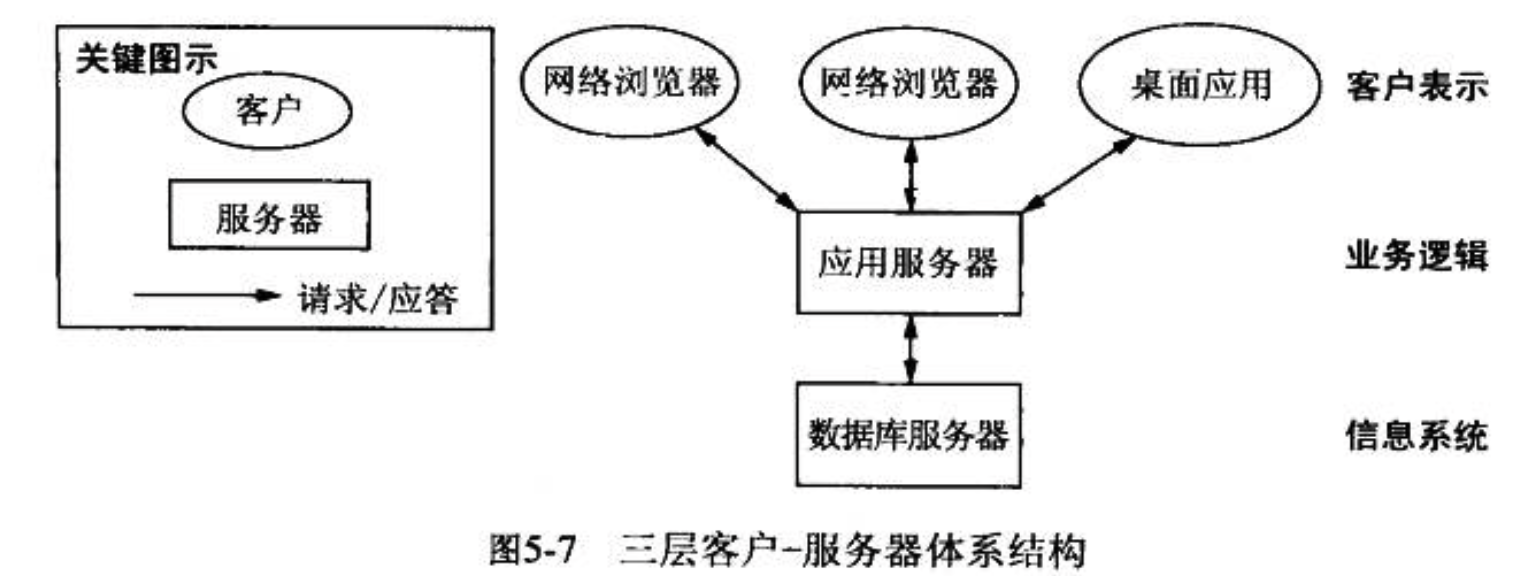 关键图示
客户
服务器
请求/应答
网络浏览器
网络浏览器
桌面应用
客户表示
应用服务器
业务逻辑
数据库服务器
信息系统
图5-7 三层客户-服务器体系结构